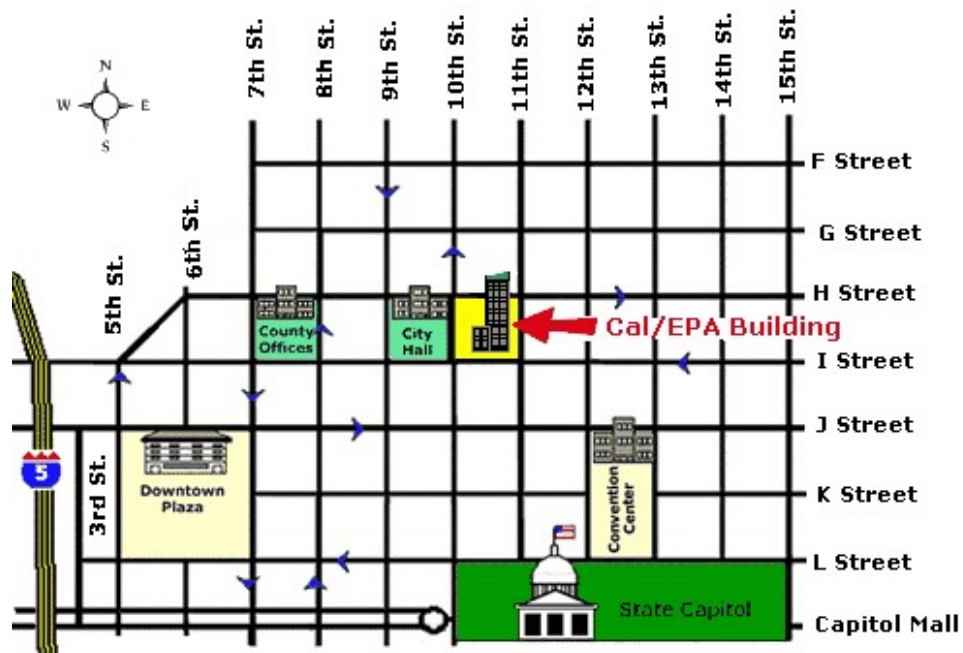 7th St.
8th St.
9th St.
10th St.
11th St.
12th St.
13th St.
14th St.
15th St.
N
W E
S
F Street
G Street
6th St.
5th St.
H Street
County
Offices
City
Hall
Cal/EPA Building
I Street
J Street
5
3rd St.
Downtown
Plaza
Convention
Center
K Street
L Street
State Capitol
Capitol Mall